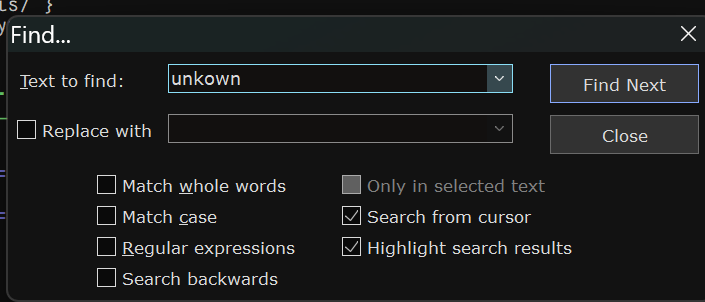 is/ }
Find...
Text to find:
unkown
Find Next
Replace with
Close
Match whole words
Only in selected text
Match case
Search from cursor
Regular expressions
Highlight search results
Search backwards